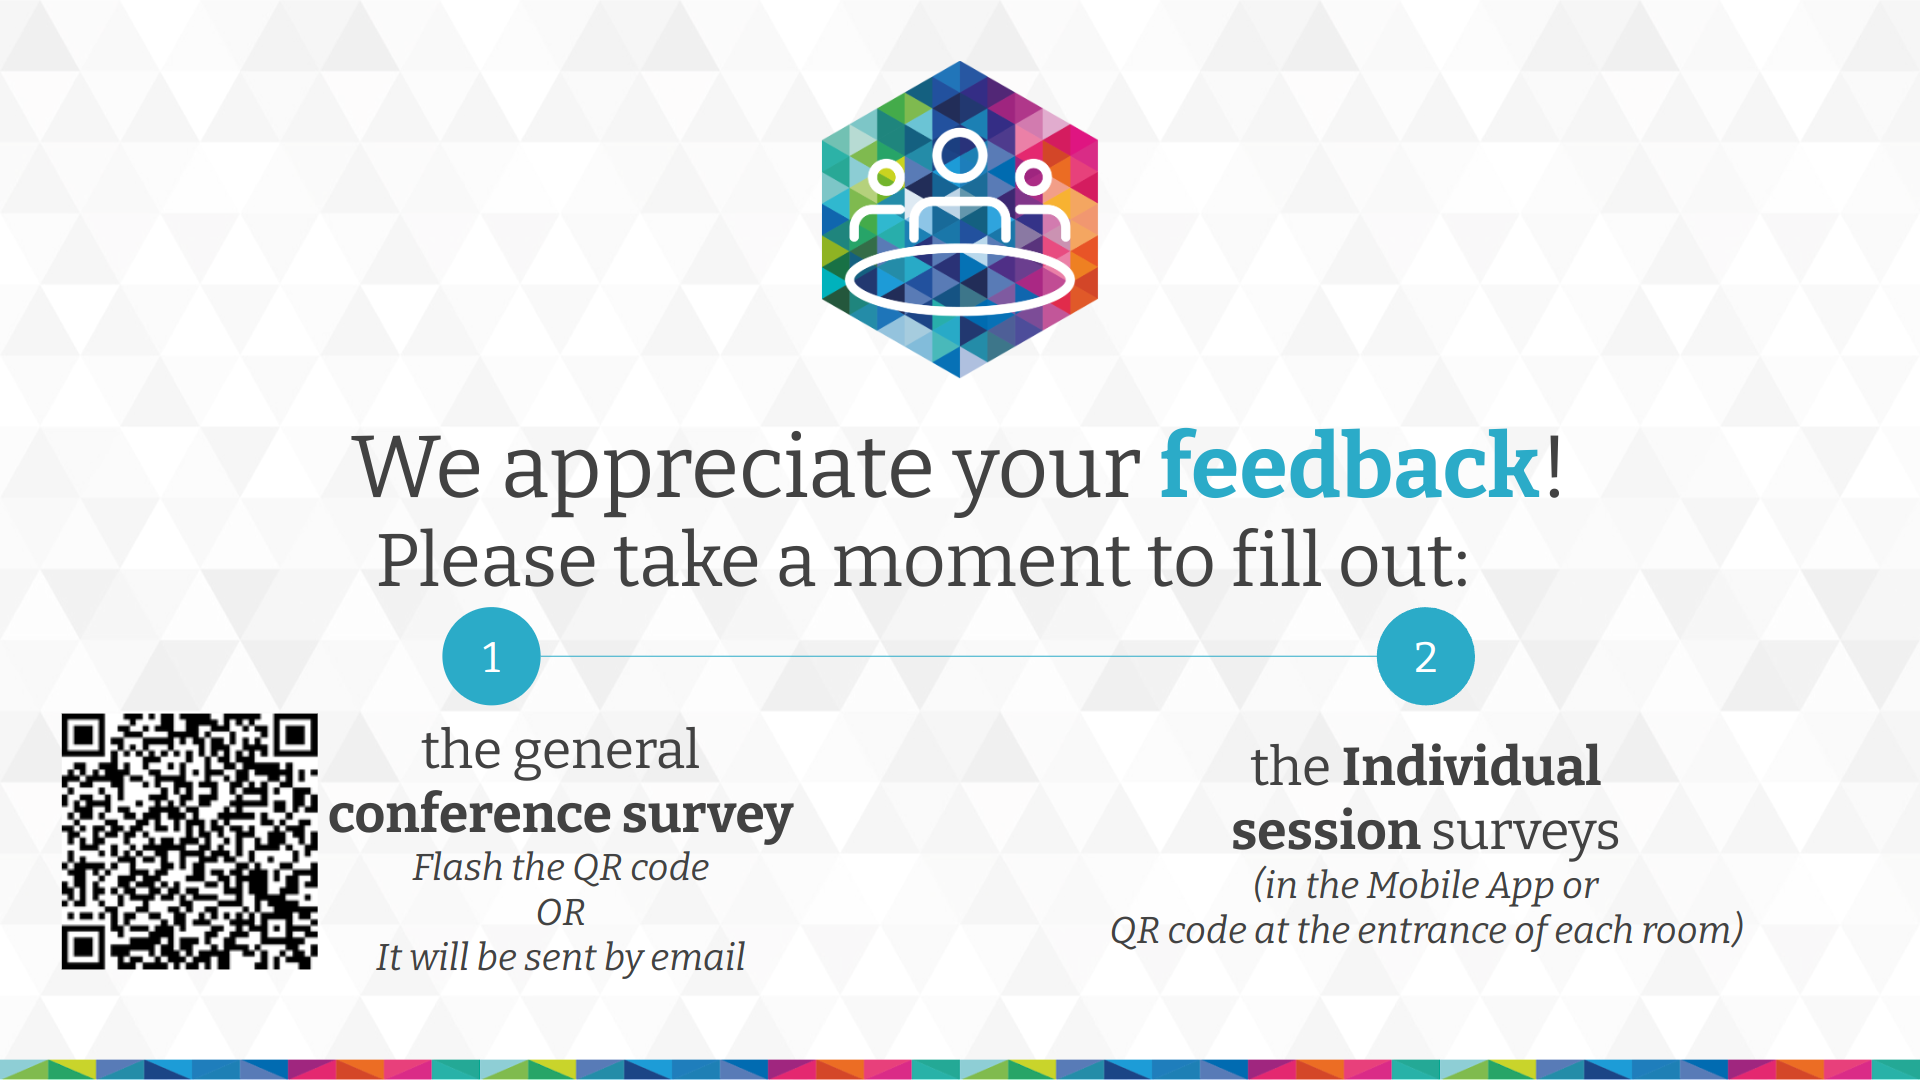 We appreciate your feedback!
Please take a moment to fill out:
1
the general
conference survey
Flash the QR code
OR
It will be sent by email
2
the Individual
session surveys
(in the Mobile App or
QR code at the entrance of each room)